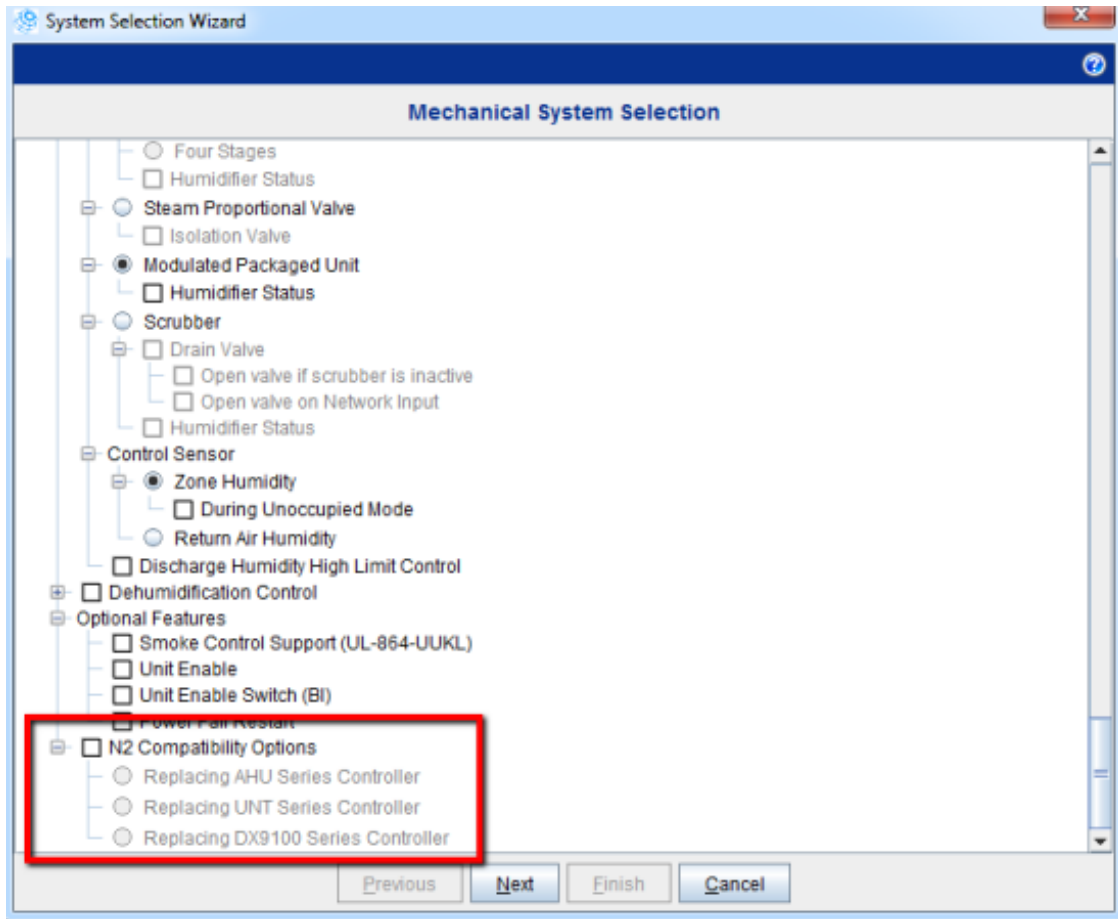 System Selection Wizard
Mechanical System Selection
Four Stages
Humidifier Status
Steam Proportional Valve
Isolation Valve
Modulated Packaged Unit
Humidifier Status
Scrubber
Drain Valve
Open valve if scrubber is inactive
Open valve on Network Input
Humidifier Status
Control Sensor
Zone Humidity
During Unoccupied Mode
Return Air Humidity
Discharge Humidity High Limit Control
Dehumidification Control
Optional Features
Smoke Control Support (UL-864-UUKL)
Unit Enable
Unit Enable Switch (BI)
Power Fail Restart
N2 Compatibility Options
Replacing AHU Series Controller
Replacing UNT Series Controller
Replacing DX9100 Series Controller
Previous Next Finish Cancel